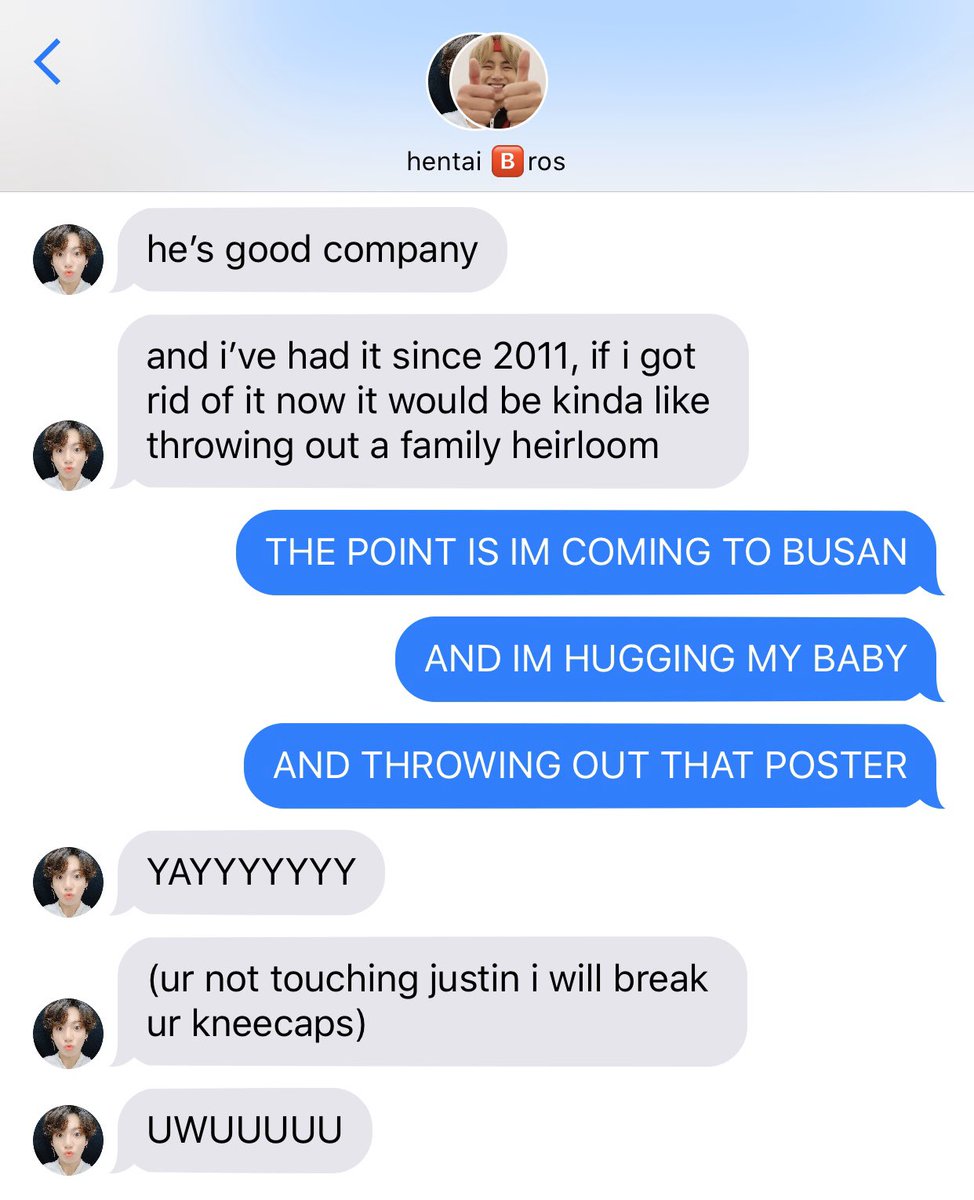 hentai 🅱️ros
he’s good company
and i’ve had it since 2011, if i got
rid of it now it would be kinda like
throwing out a family heirloom
THE POINT IS IM COMING TO BUSAN
AND IM HUGGING MY BABY
AND THROWING OUT THAT POSTER
YAYYYYYYY
(ur not touching justin i will break
ur kneecaps)
UWUUUUU